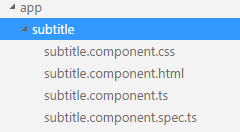 app
subtitle
subtitle.component.css
subtitle.component.html
subtitle.component.ts
subtitle.component.spec.ts